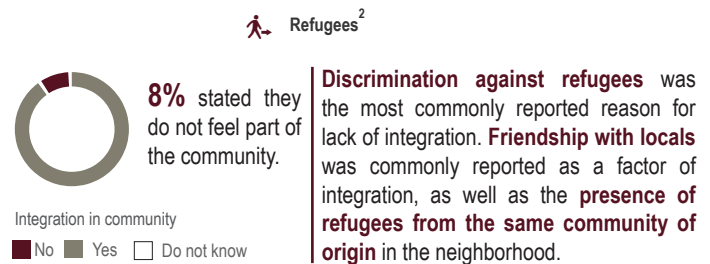 Refugees2
8% stated they
do not feel part of
the community.
Integration in community
No Yes Do not know
Discrimination against refugees was
the most commonly reported reason for
lack of integration. Friendship with locals
was commonly reported as a factor of
integration, as well as the presence of
refugees from the same community of
origin in the neighborhood.